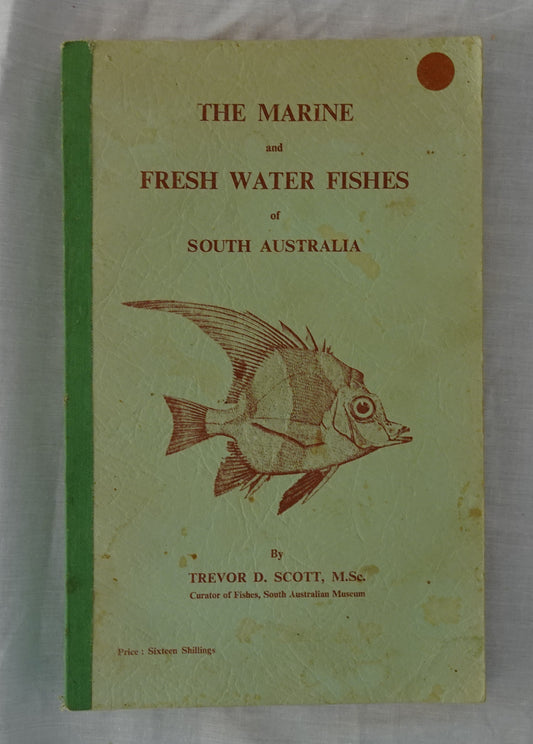 THE MARINE
and
FRESH WATER FISHES
of
SOUTH AUSTRALIA
By
TREVOR D. SCOTT, M.Sc.
Curator of Fishes, South Australian Museum
Price : Sixteen Shillings